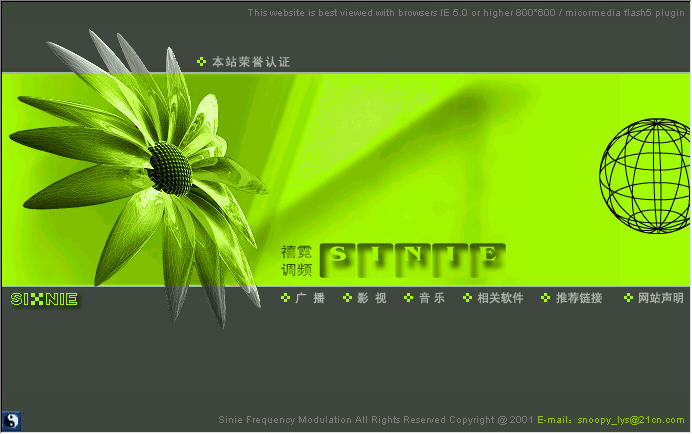 This website is best viewed with browsers IE 5.0 or higher 800*600 / micormedia flash5 plugin
本站荣誉认证
禧霓
调频
SINIE
SIXNIE
广 播 影 视 音 乐 相关软件 推荐链接 网站声明
Sinie Frequency Modulation All Rights Reserved Copyright @ 2001 E-mail：snoopy_lys@21cn.com